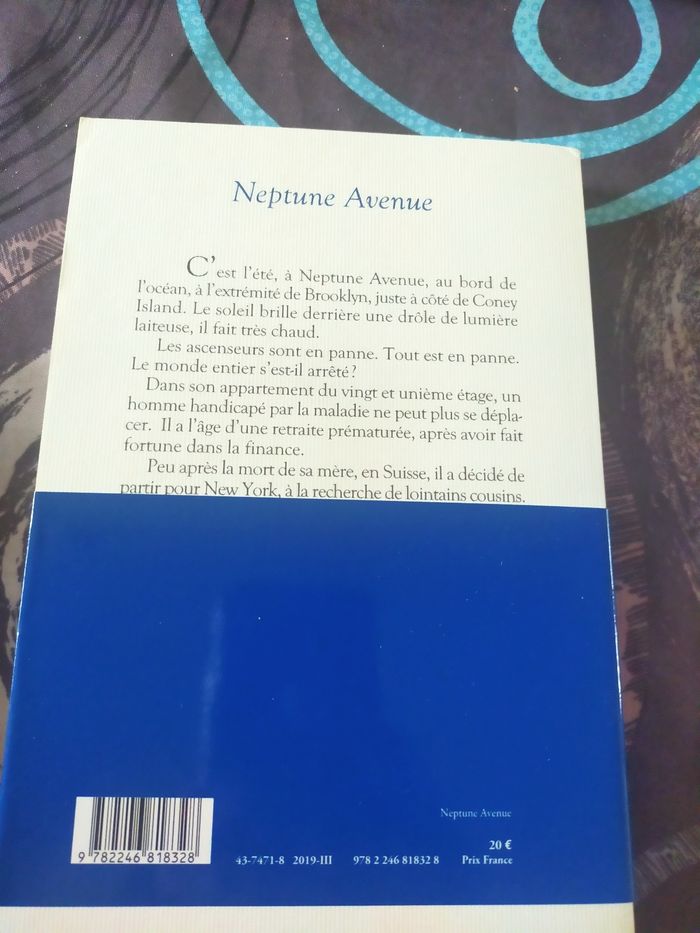 Neptune Avenue
C'est l'été, à Neptune Avenue, au bord de
l'océan, à l'extrémité de Brooklyn, juste à côté de Coney
Island. Le soleil brille derrière une drôle de lumière
laiteuse, il fait très chaud.
Les ascenseurs sont en panne. Tout est en panne.
Le monde entier s'est-il arrêté ?
Dans son appartement du vingt et unième étage, un
homme handicapé par la maladie ne peut plus se dépla-
cer. Il a l'âge d'une retraite prématurée, après avoir fait
fortune dans la finance.
Peu après la mort de sa mère, en Suisse, il a décidé de
partir pour New York, à la recherche de lointains cousins.
Neptune Avenue
20 €
9 782246 818328
43-7471-8 2019-III 978 2 246 81832 8 Prix France